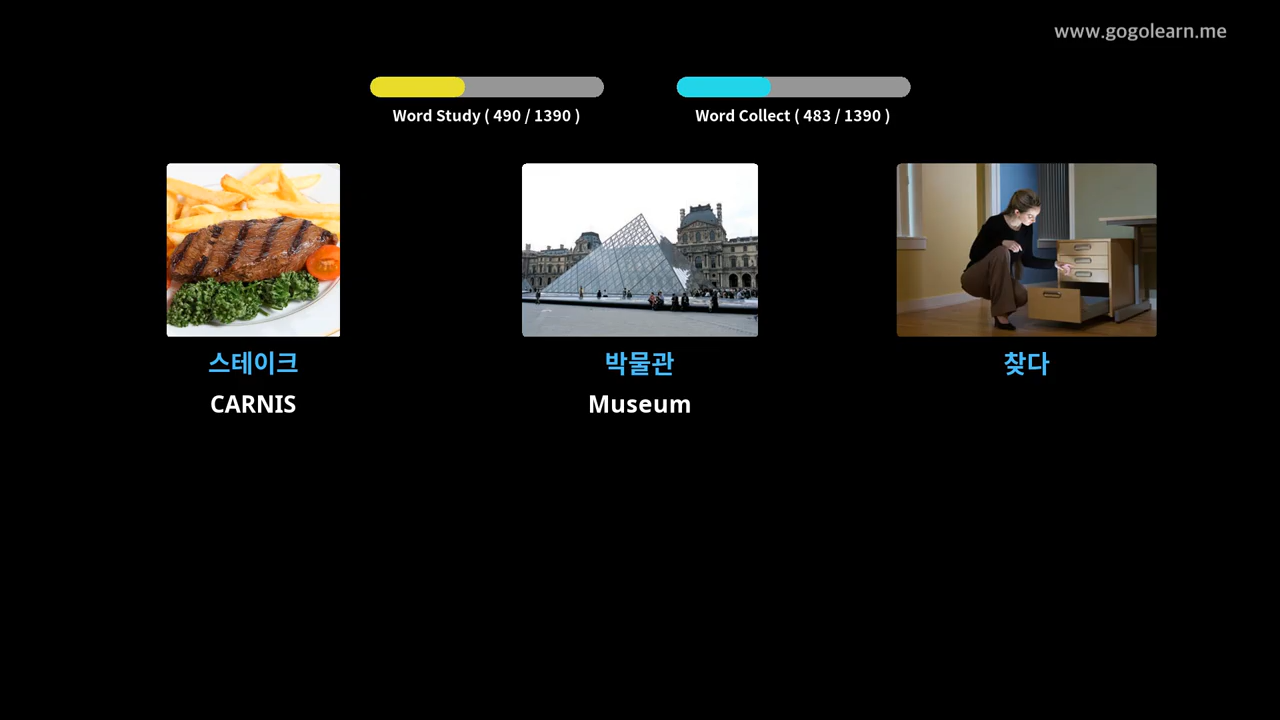 www.gogolearn.me
Word Study ( 490 / 1390 )
Word Collect ( 483 / 1390 )
스테이크
박물관
찾다
CARNIS
Museum